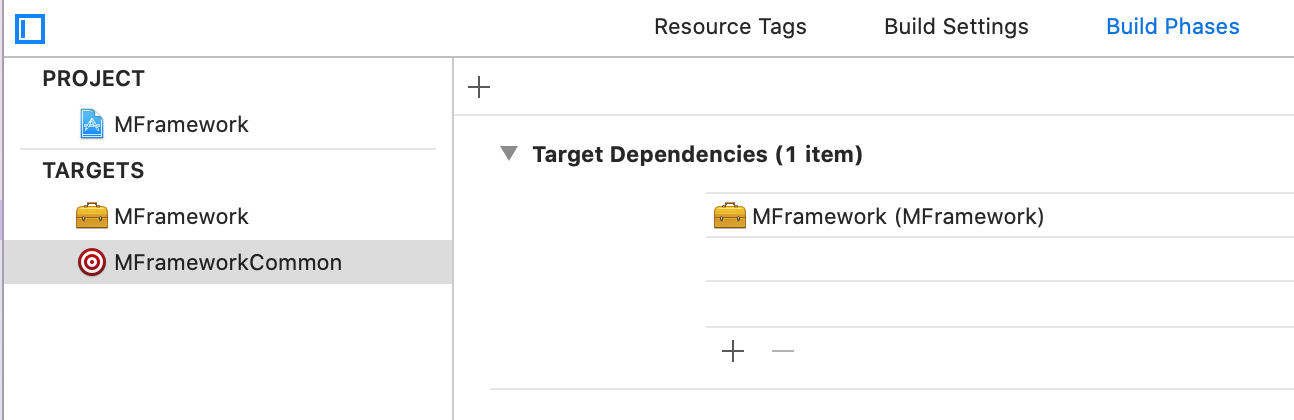 Resource Tags Build Settings Build Phases
PROJECT
MFramework
TARGETS
MFramework
MFrameworkCommon
Target Dependencies (1 item)
MFramework (MFramework)